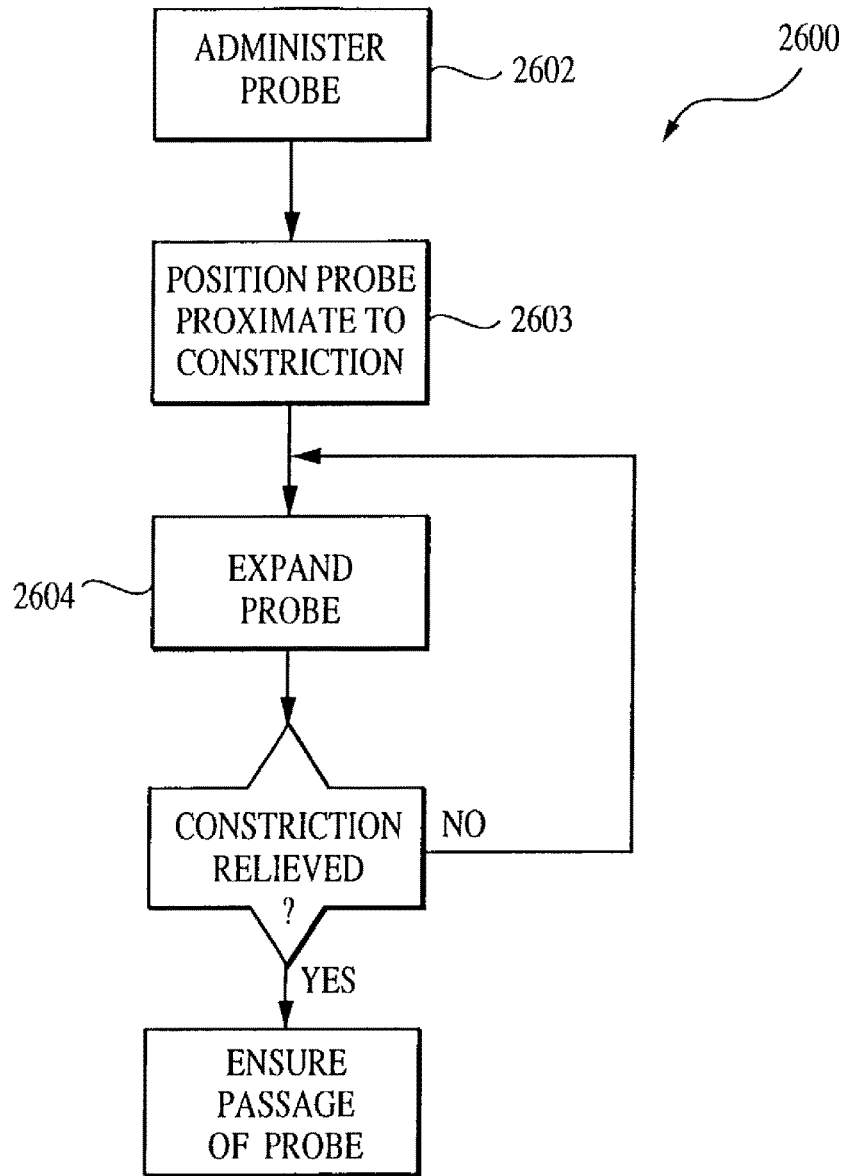 ADMINISTER
PROBE
2602
2600
POSITION PROBE
PROXIMATE TO
CONSTRICTION
2603
EXPAND
PROBE
2604
CONSTRICTION
RELIEVED
?
NO
YES
ENSURE
PASSAGE
OF PROBE